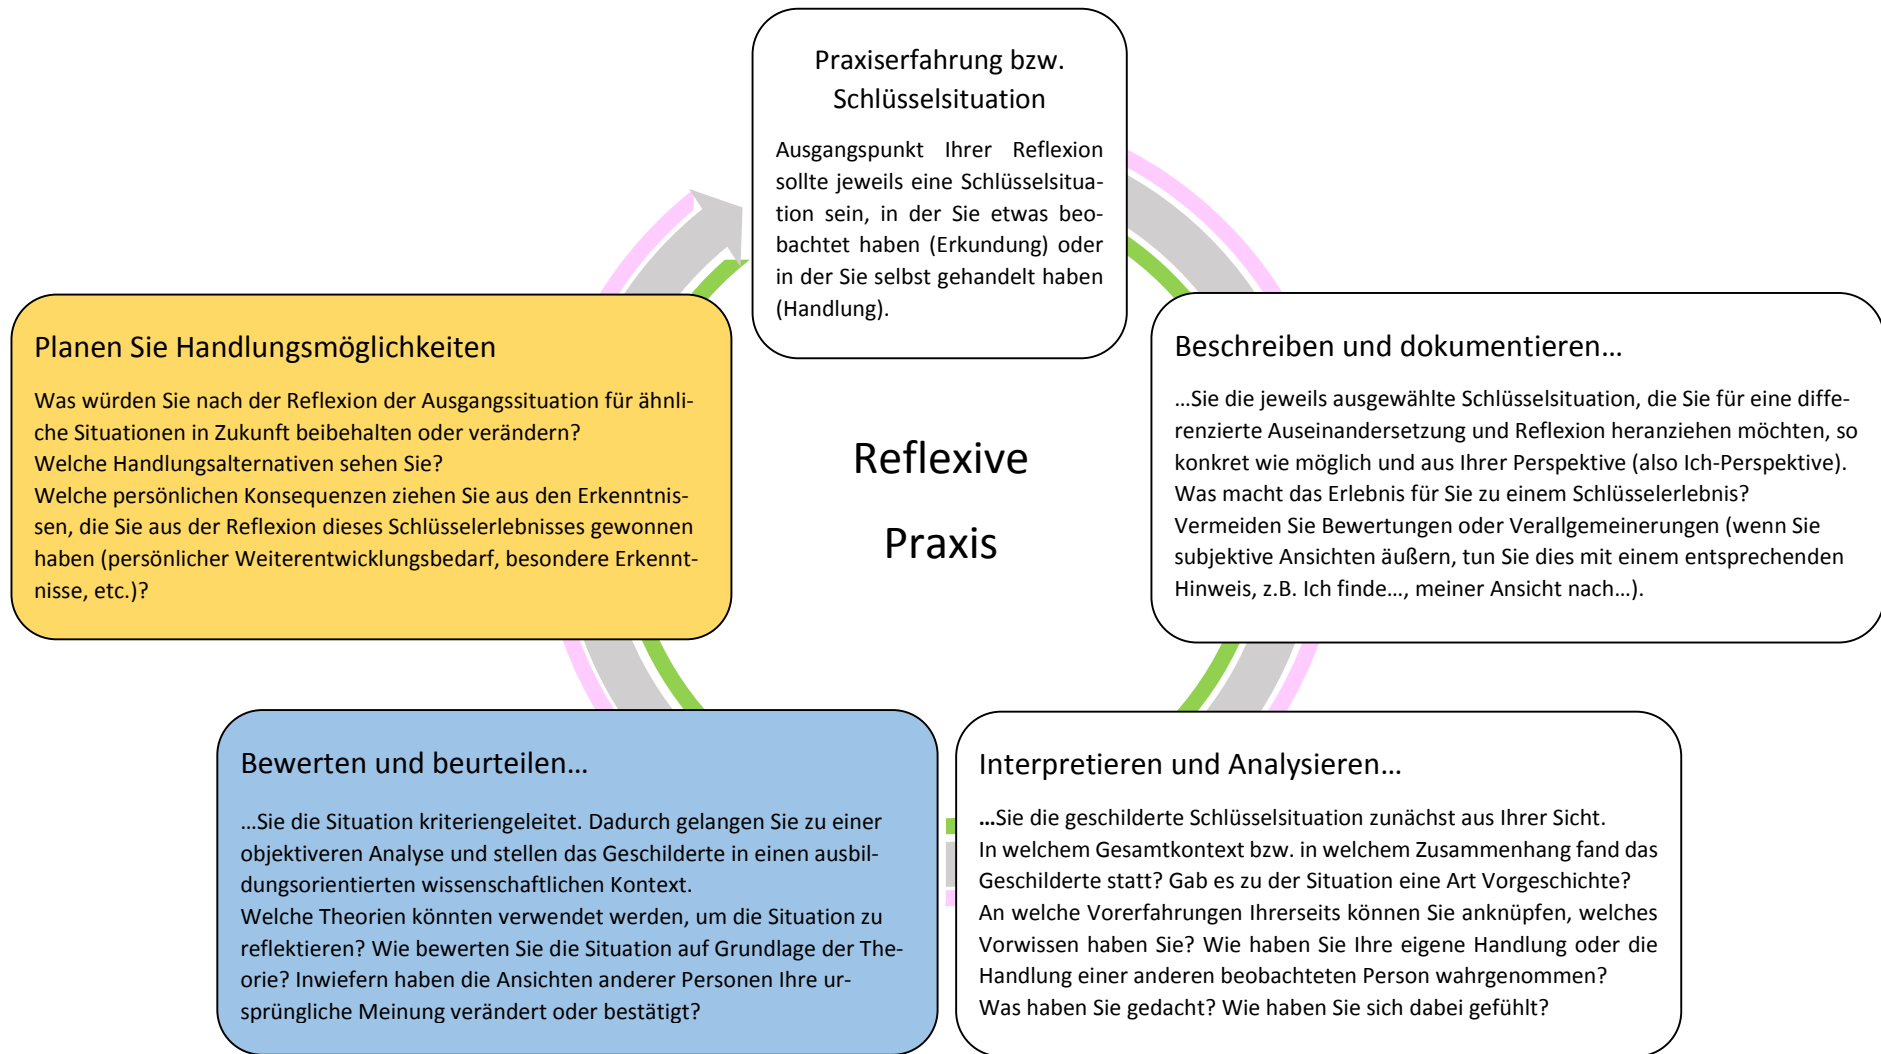 Praxiserfahrung bzw.
Schlüsselsituation
Ausgangspunkt Ihrer Reflexion
sollte jeweils eine Schlüsselsitua-
tion sein, in der Sie etwas beo-
bachtet haben (Erkundung) oder
in der Sie selbst gehandelt haben
(Handlung).
Beschreiben und dokumentieren…
…Sie die jeweils ausgewählte Schlüsselsituation, die Sie für eine diffe-
renzierte Auseinandersetzung und Reflexion heranziehen möchten, so
konkret wie möglich und aus Ihrer Perspektive (also Ich-Perspektive).
Was macht das Erlebnis für Sie zu einem Schlüsselerlebnis?
Vermeiden Sie Bewertungen oder Verallgemeinerungen (wenn Sie
subjektive Ansichten äußern, tun Sie dies mit einem entsprechenden
Hinweis, z.B. Ich finde…, meiner Ansicht nach…).
Interpretieren und Analysieren…
…Sie die geschilderte Schlüsselsituation zunächst aus Ihrer Sicht.
In welchem Gesamtkontext bzw. in welchem Zusammenhang fand das
Geschilderte statt? Gab es zu der Situation eine Art Vorgeschichte?
An welche Vorerfahrungen Ihrerseits können Sie anknüpfen, welches
Vorwissen haben Sie? Wie haben Sie Ihre eigene Handlung oder die
Handlung einer anderen beobachteten Person wahrgenommen?
Was haben Sie gedacht? Wie haben Sie sich dabei gefühlt?
Bewerten und beurteilen…
…Sie die Situation kriteriengeleitet. Dadurch gelangen Sie zu einer
objektiveren Analyse und stellen das Geschilderte in einen ausbil-
dungsorientierten wissenschaftlichen Kontext.
Welche Theorien könnten verwendet werden, um die Situation zu
reflektieren? Wie bewerten Sie die Situation auf Grundlage der The-
orie? Inwiefern haben die Ansichten anderer Personen Ihre ur-
sprüngliche Meinung verändert oder bestätigt?
Planen Sie Handlungsmöglichkeiten
Was würden Sie nach der Reflexion der Ausgangssituation für ähnli-
che Situationen in Zukunft beibehalten oder verändern?
Welche Handlungsalternativen sehen Sie?
Welche persönlichen Konsequenzen ziehen Sie aus den Erkenntnis-
sen, die Sie aus der Reflexion dieses Schlüsselerlebnisses gewonnen
haben (persönlicher Weiterentwicklungsbedarf, besondere Erkennt-
nisse, etc.)?
Reflexive
Praxis